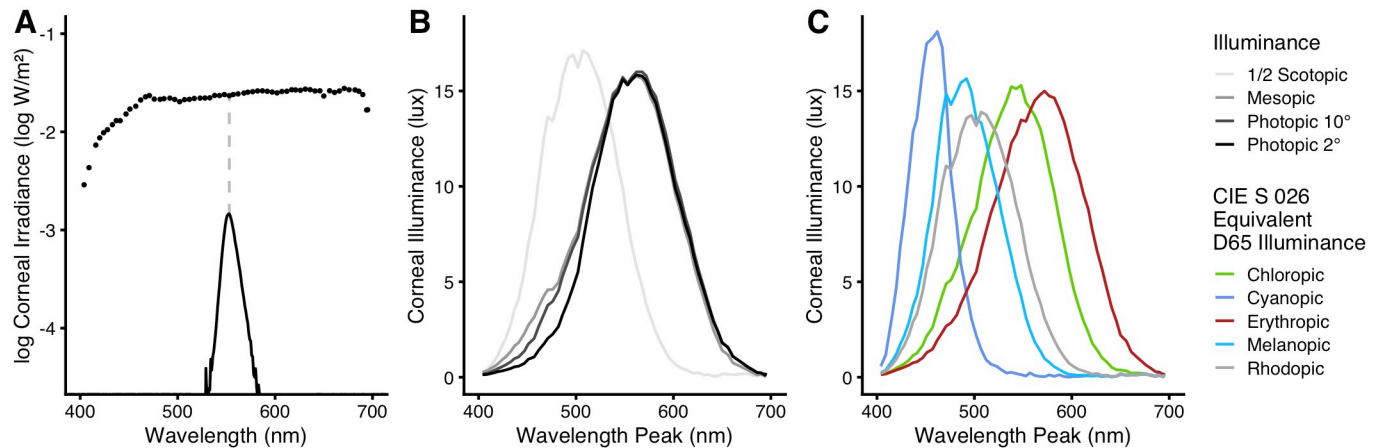 A
log Corneal Irradiance (log W/m²)
-1
-2
-3
-4
400 500 600 700
Wavelength (nm)
B
Corneal Illuminance (lux)
15
10
5
0
400 500 600 700
Wavelength Peak (nm)
C
Corneal Illuminance (lux)
15
10
5
0
400 500 600 700
Wavelength Peak (nm)
Illuminance
1/2 Scotopic
Mesopic
Photopic 10°
Photopic 2°
CIE S 026
Equivalent
D65 Illuminance
Chloropic
Cyanopic
Erythropic
Melanopic
Rhodopic